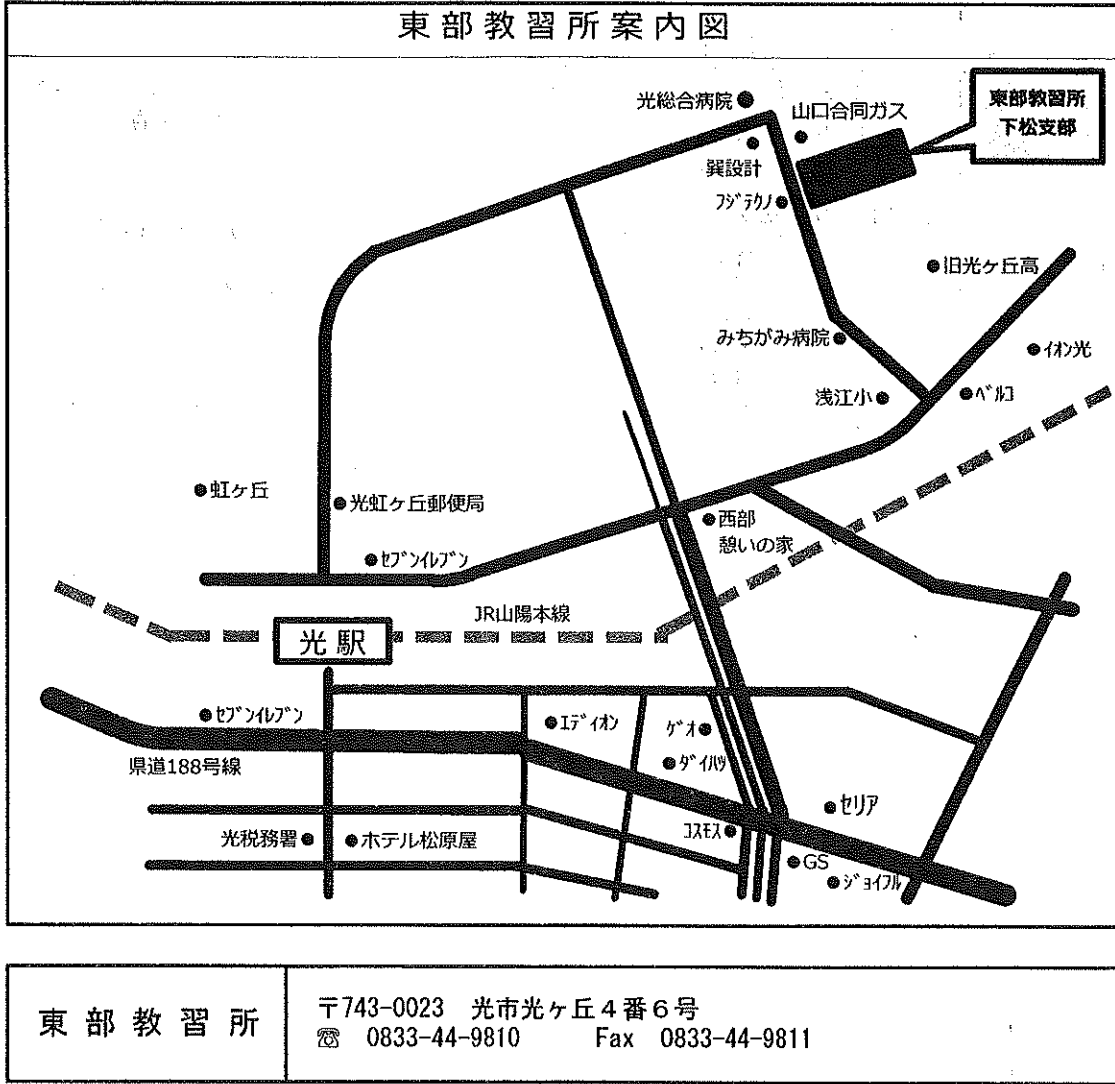 東部教習所案内図
光総合病院
山口合同ガス
東部教習所
下松支部
巽設計
フジテクノ
旧光ヶ丘高
みちがみ病院
イオン光
浅江小
ベルコ
虹ヶ丘
光虹ヶ丘郵便局
西部
憩いの家
セブンイレブン
JR山陽本線
光駅
セブンイレブン
エディオン
ゲオ
県道188号線
ダイハツ
セリア
コスモス
光税務署
ホテル松原屋
GS
ジョイフル
東部教習所
〒743-0023 光市光ヶ丘4番6号
☎ 0833-44-9810 Fax 0833-44-9811